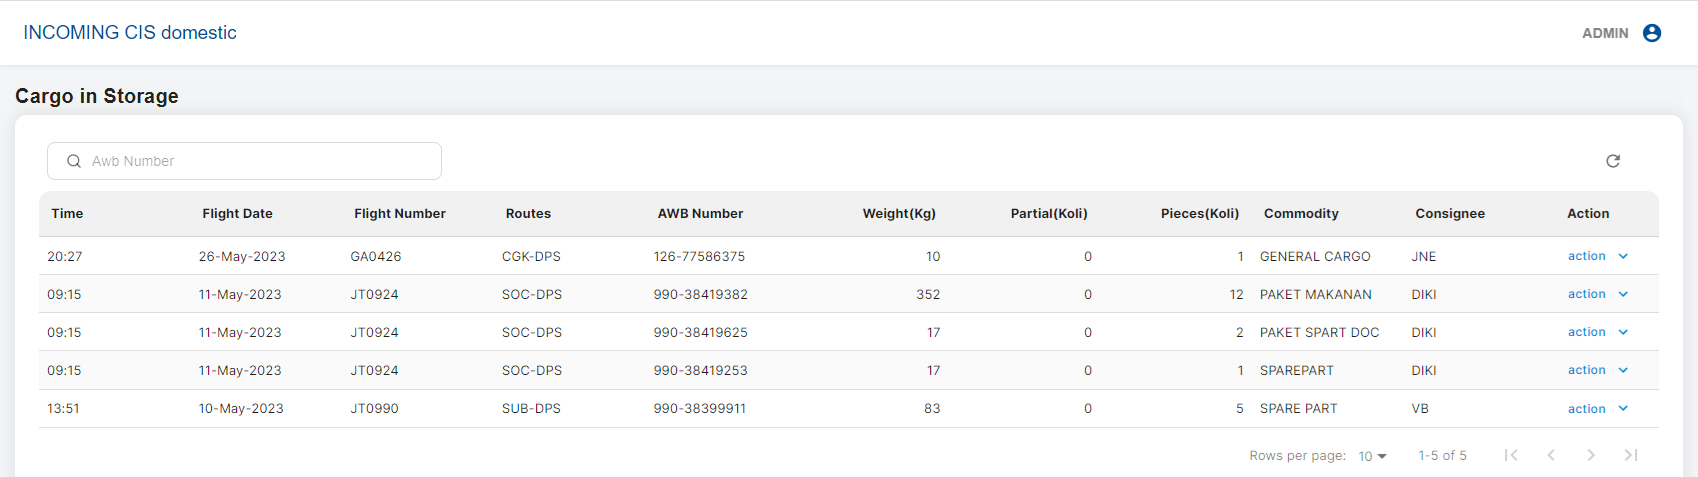 INCOMING CIS domestic ADMIN
Cargo in Storage
Awb Number
Time Flight Date Flight Number Routes AWB Number Weight(Kg) Partial(Koli) Pieces(Koli) Commodity Consignee Action
20:27 26-May-2023 GA0426 CGK-DPS 126-77586375 10 0 1 GENERAL CARGO JNE action
09:15 11-May-2023 JT0924 SOC-DPS 990-38419382 352 0 12 PAKET MAKANAN DIKI action
09:15 11-May-2023 JT0924 SOC-DPS 990-38419625 17 0 2 PAKET SPART DOC DIKI action
09:15 11-May-2023 JT0924 SOC-DPS 990-38419253 17 0 1 SPAREPART DIKI action
13:51 10-May-2023 JT0990 SUB-DPS 990-38399911 83 0 5 SPARE PART VB action
Rows per page: 10 1-5 of 5